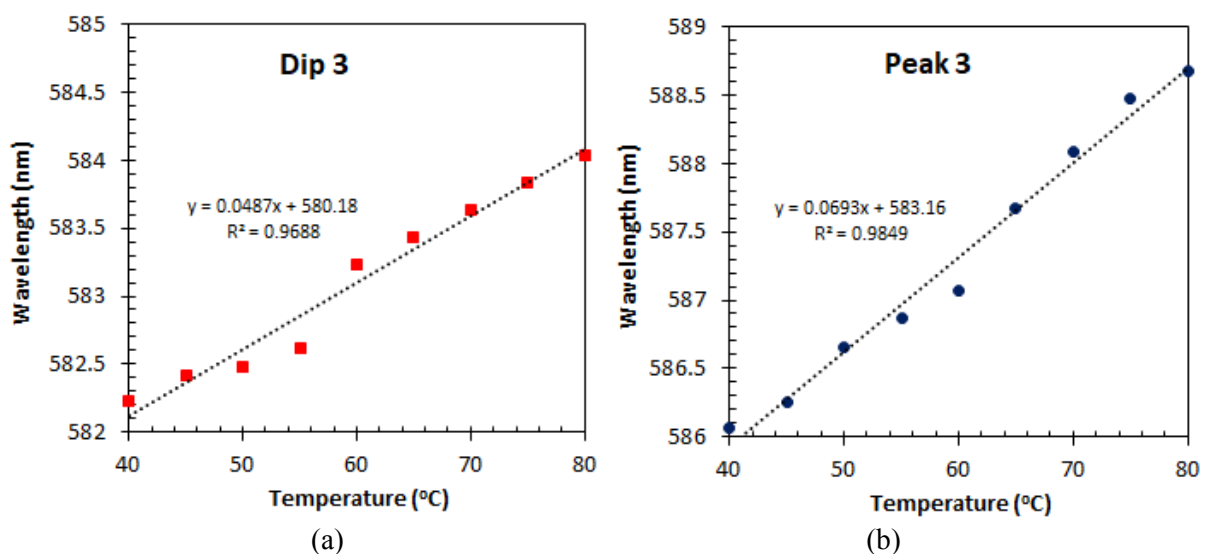 Dip 3
Wavelength (nm)
585
584.5
584
583.5
583
582.5
582
y = 0.0487x + 580.18
R² = 0.9688
40 50 60 70 80
Temperature (ºC)
(a)
Peak 3
Wavelength (nm)
589
588.5
588
587.5
587
586.5
586
y = 0.0693x + 583.16
R² = 0.9849
40 50 60 70 80
Temperature (ºC)
(b)